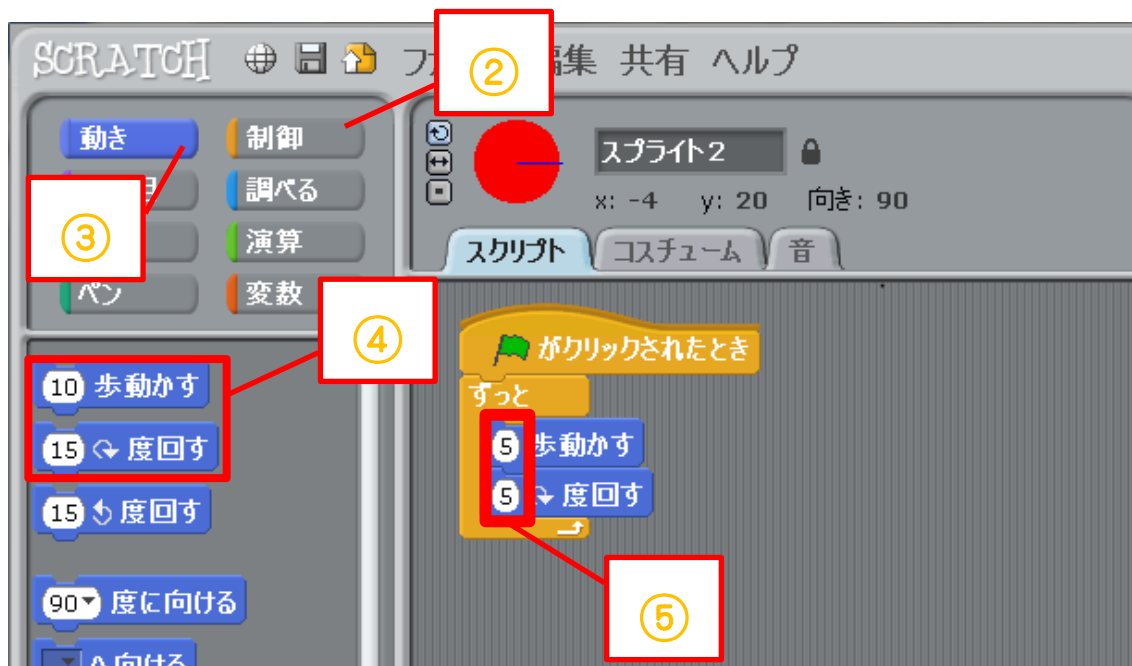 SCRATCH 編集 共有 ヘルプ
②
動き 制御
調べる
③
演算
ペン 変数
スプライト2
x: -4 y: 20 向き: 90
スクリプト コスチューム 音
④
10 歩動かす
15 度回す
15 度回す
90 度に向ける
へ向ける
がクリックされたとき
ずっと
5 歩動かす
5 度回す
⑤